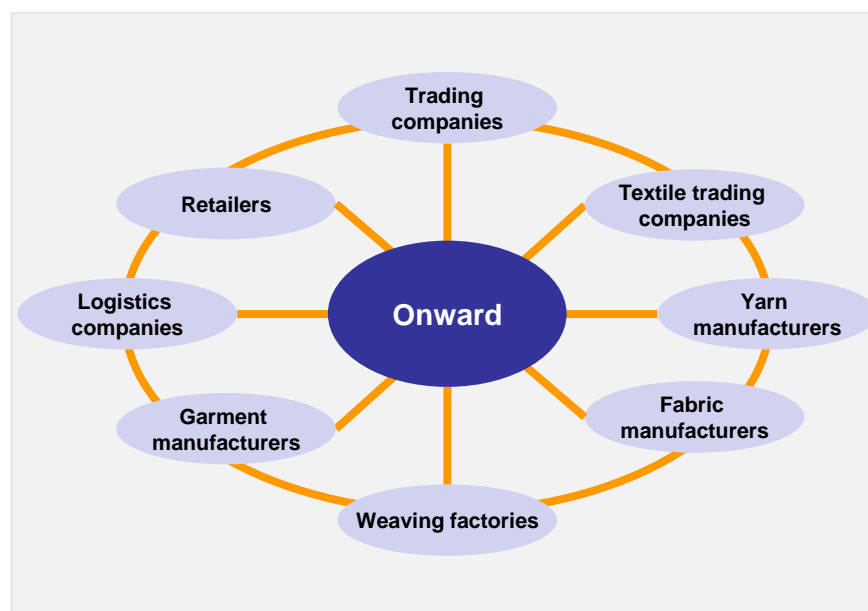 Trading
companies
Retailers
Textile trading
companies
Logistics
companies
Onward
Yarn
manufacturers
Garment
manufacturers
Fabric
manufacturers
Weaving factories